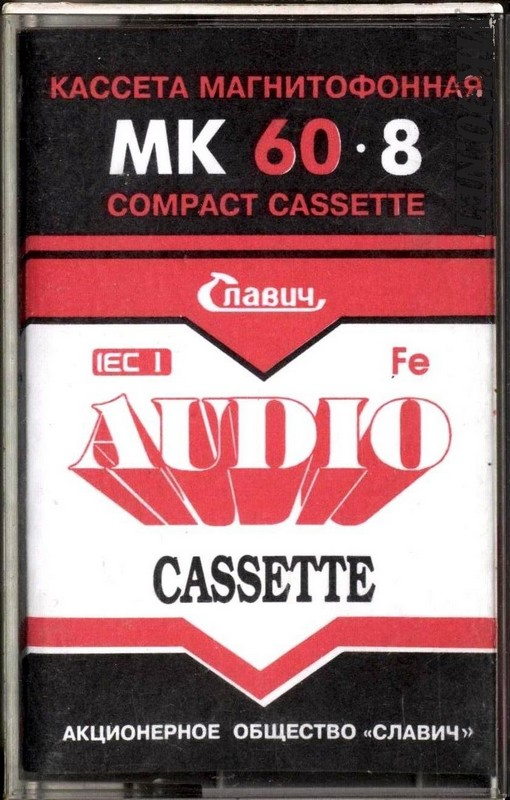 КАССЕТА МАГНИТОФОННАЯ
МК 60·8
COMPACT CASSETTE
Славич
IEC I Fe
AUDIO
CASSETTE
АКЦИОНЕРНОЕ ОБЩЕСТВО «СЛАВИЧ»